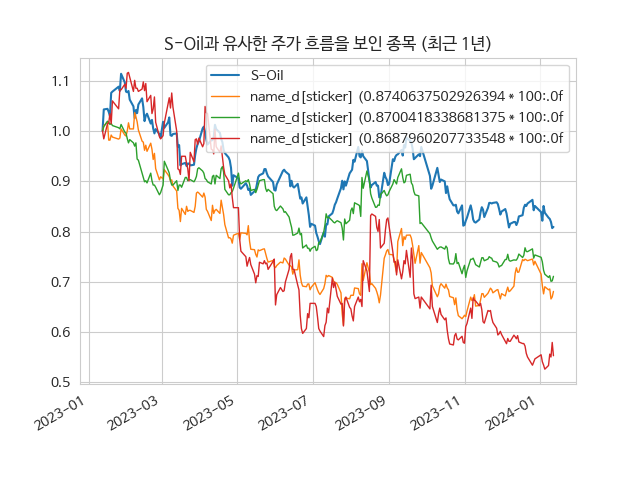 S-Oil과 유사한 주가 흐름을 보인 종목 (최근 1년)
S-Oil
name_d[sticker] (0.8740637502926394 * 100:.0f
name_d[sticker] (0.8700418338681375 * 100:.0f
name_d[sticker] (0.8687960207733548 * 100:.0f
1.1
1.0
0.9
0.8
0.7
0.6
0.5
2023-01
2023-03
2023-05
2023-07
2023-09
2023-11
2024-01